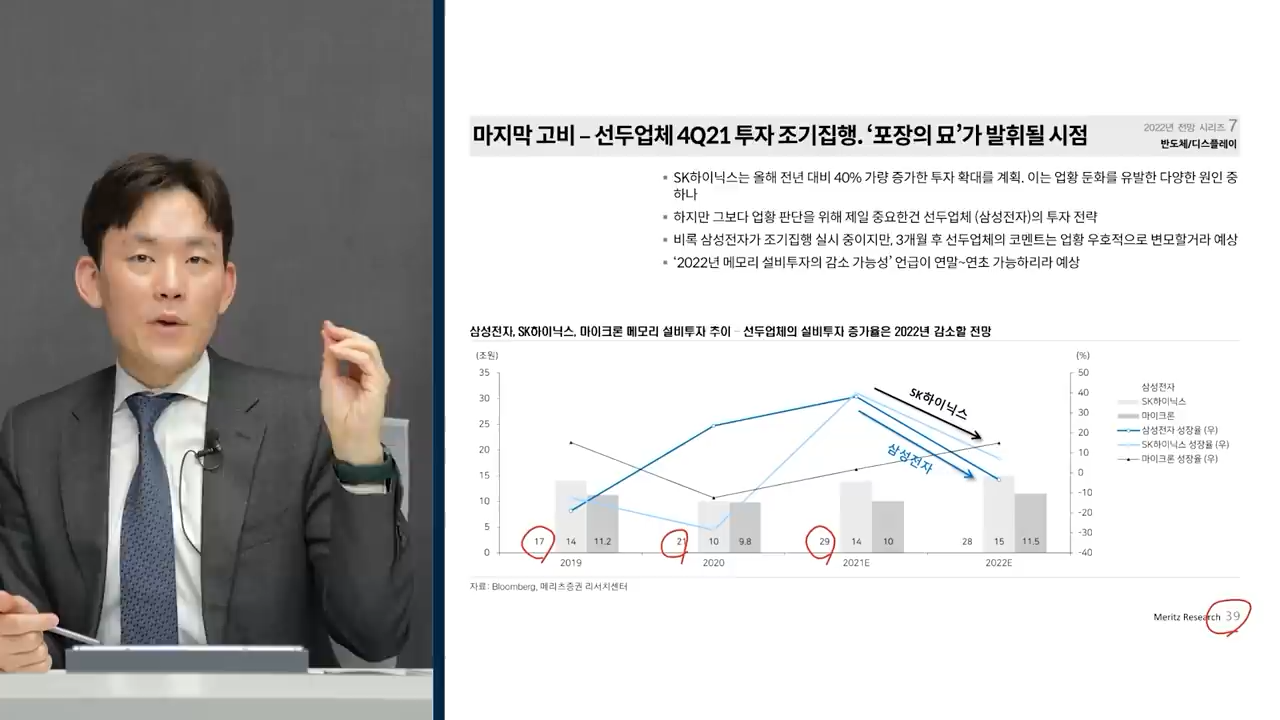 마지막 고비 – 선두업체 4Q21 투자 조기집행. ‘포장의 묘’가 발휘될 시점
2022년 전망 시리즈 7
반도체/디스플레이
▪ SK하이닉스는 올해 전년 대비 40% 가량 증가한 투자 확대를 계획. 이는 업황 둔화를 유발한 다양한 원인 중
하나
▪ 하지만 그보다 업황 판단을 위해 제일 중요한건 선두업체 (삼성전자)의 투자 전략
▪ 비록 삼성전자가 조기집행 실시 중이지만, 3개월 후 선두업체의 코멘트는 업황 우호적으로 변모할거라 예상
▪ ‘2022년 메모리 설비투자의 감소 가능성’ 언급이 연말~연초 가능하리라 예상
삼성전자, SK하이닉스, 마이크론 메모리 설비투자 추이 – 선두업체의 설비투자 증가율은 2022년 감소할 전망
(조원)
(%)
35
30
25
20
15
10
5
0
50
40
30
20
10
0
-10
-20
-30
-40
SK하이닉스
삼성전자
삼성전자
SK하이닉스
마이크론
삼성전자 성장율 (우)
SK하이닉스 성장율 (우)
마이크론 성장율 (우)
17 14 11.2
21 10 9.8
29 14 10
28 15 11.5
2019 2020 2021E 2022E
자료: Bloomberg, 메리츠증권 리서치센터
Meritz Research 39